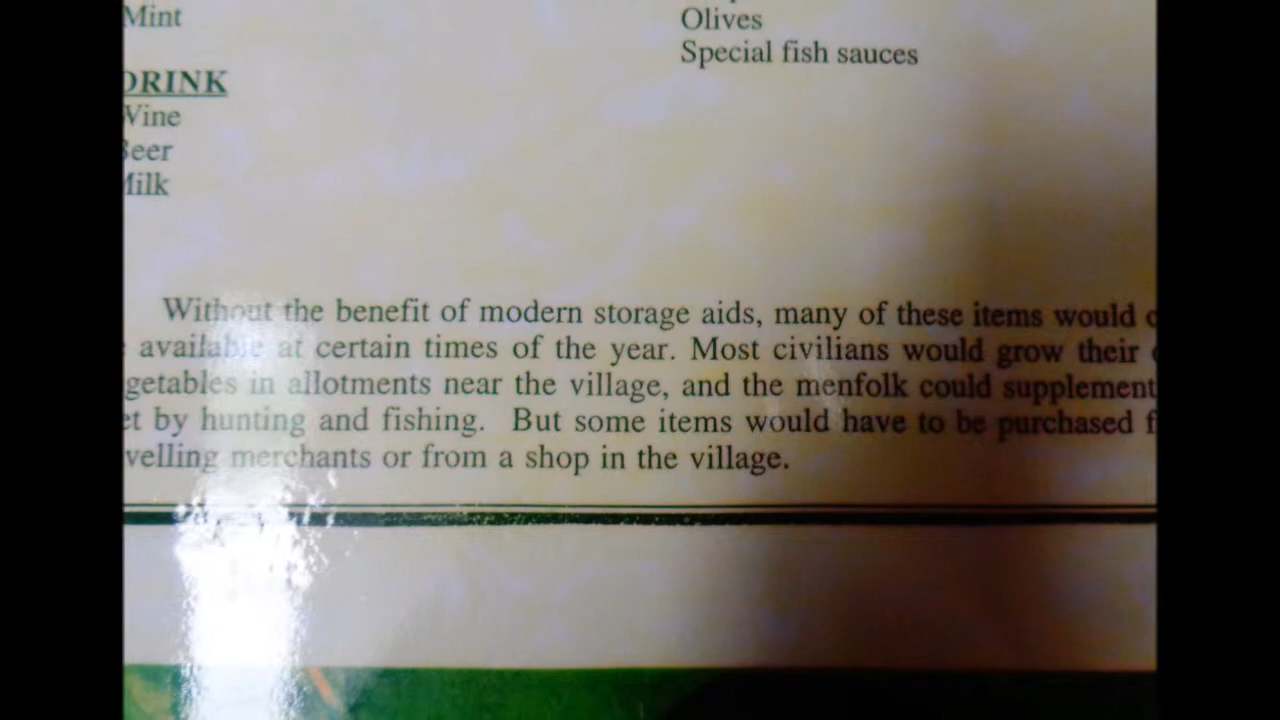 Mint
Olives
Special fish sauces
DRINK
Wine
Beer
Milk
Without the benefit of modern storage aids, many of these items would
available at certain times of the year. Most civilians would grow their
getables in allotments near the village, and the menfolk could supplement
et by hunting and fishing. But some items would have to be purchased
velling merchants or from a shop in the village.